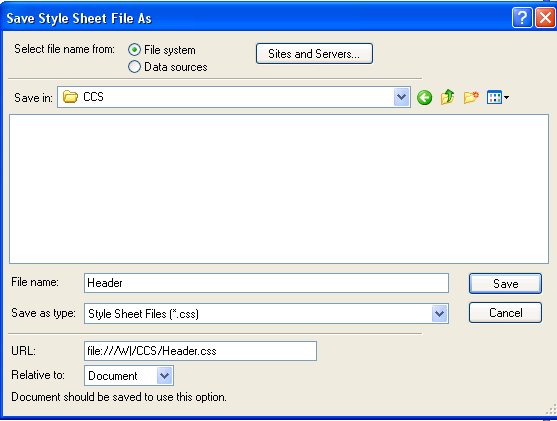 Save Style Sheet File As
Select file name from: File system
Sites and Servers...
Data sources
Save in: CCS
File name: Header
Save
Save as type: Style Sheet Files (*.css)
Cancel
URL: file:///W|/CCS/Header.css
Relative to: Document
Document should be saved to use this option.